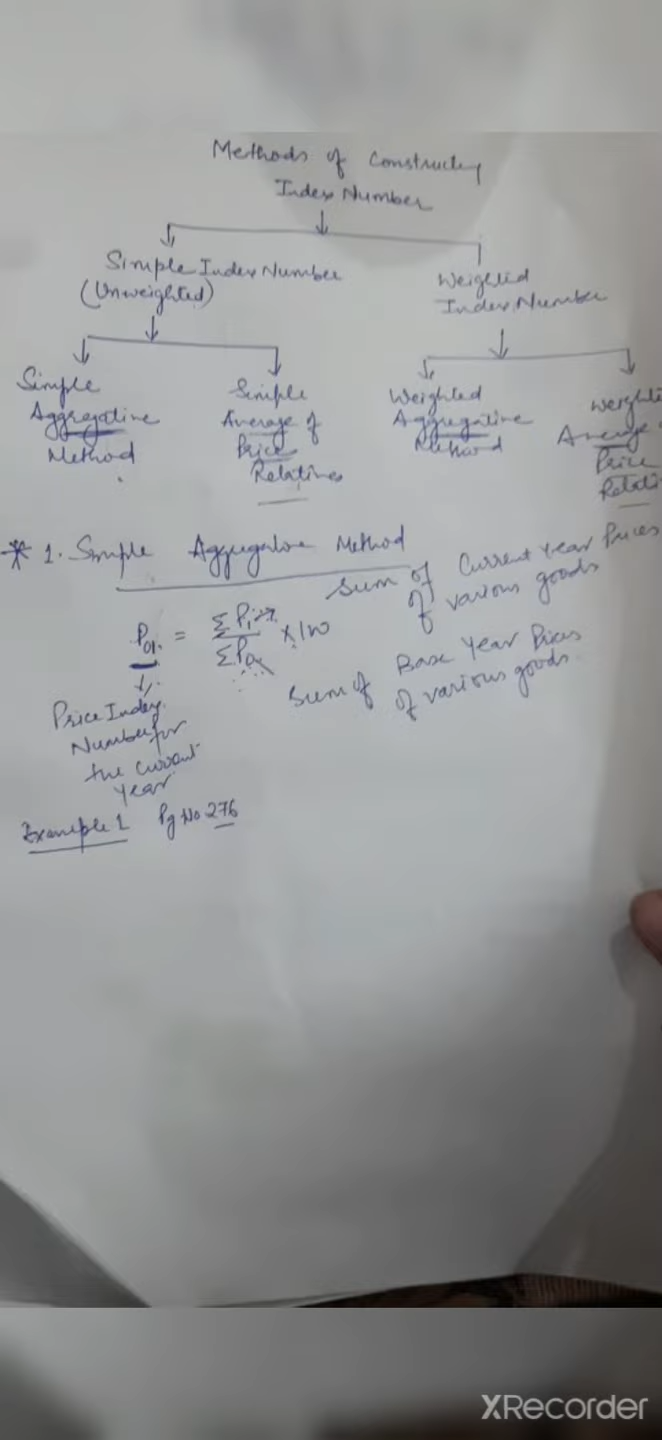 Methods of Constructing
Index Number
Simple Index Number
(Unweighted)
Weighted
Index Number
Simple
Aggregative
Method
Simple
Average of
Price
Relatives
Weighted
Aggregative
Method
Weighte
Average
Price
Relati
* 1. Simple Aggregative Method
P01 = ΣP1 / ΣP0 × 100
Sum of Current Year Prices
of various goods
Sum of Base Year Prices
of various goods.
Price Index
Number for
the current
year
Example 1 Pg No 276
XRecorder